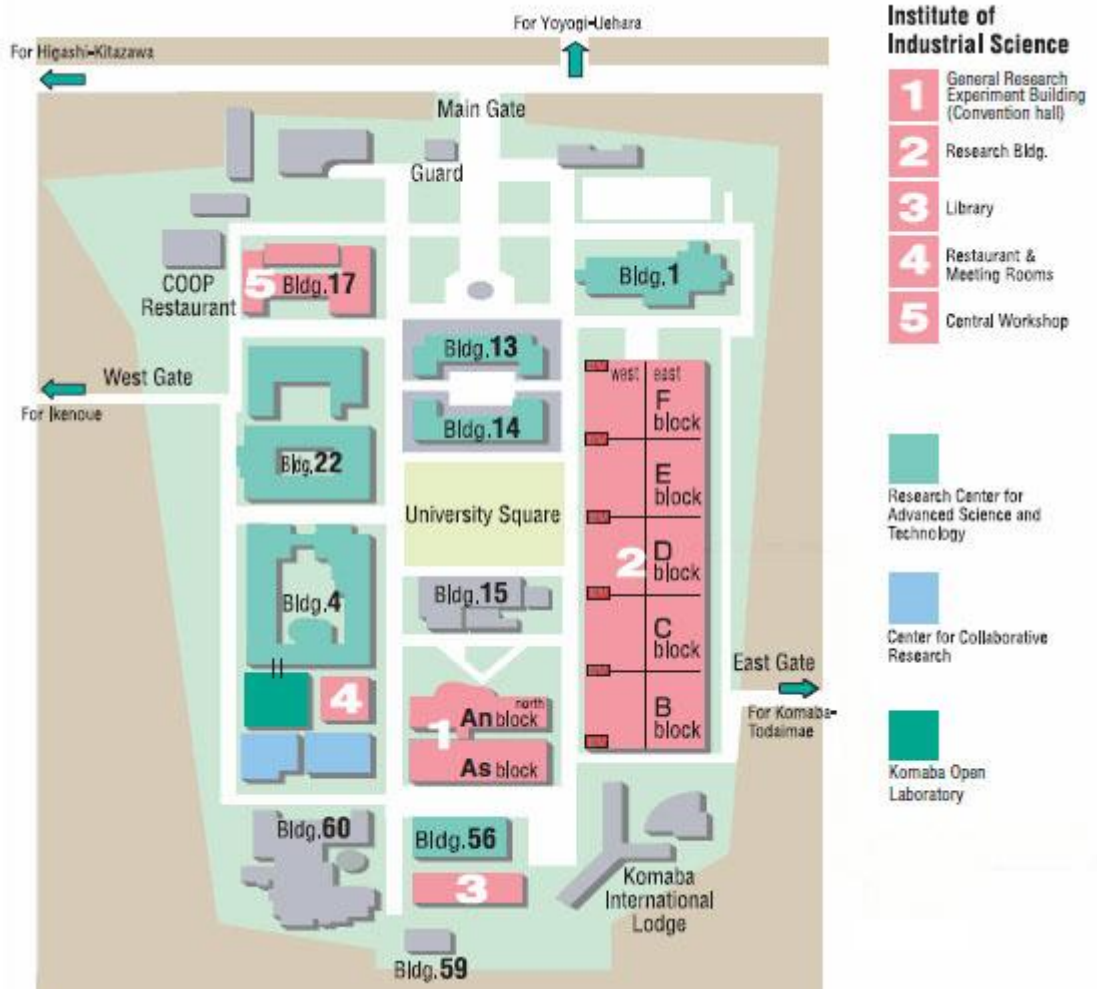 For Yoyogi-Uehara
For Higashi-Kitazawa
Main Gate
Guard
COOP
Restaurant
5 Bldg.17
Bldg.1
West Gate
For Ikenoue
Bldg.13
Bldg.14
Bldg.22
University Square
west east
F
block
E
block
2 D
block
C
block
B
block
Bldg.4
Bldg.15
East Gate
For Komaba-
Todaimae
4
north
1 An block
As block
Bldg.60
Bldg.56
3
Komaba
International
Lodge
Bldg.59
Institute of
Industrial Science
1 General Research
Experiment Building
(Convention hall)
2 Research Bldg.
3 Library
4 Restaurant &
Meeting Rooms
5 Central Workshop
Research Center for
Advanced Science and
Technology
Center for Collaborative
Research
Komaba Open
Laboratory